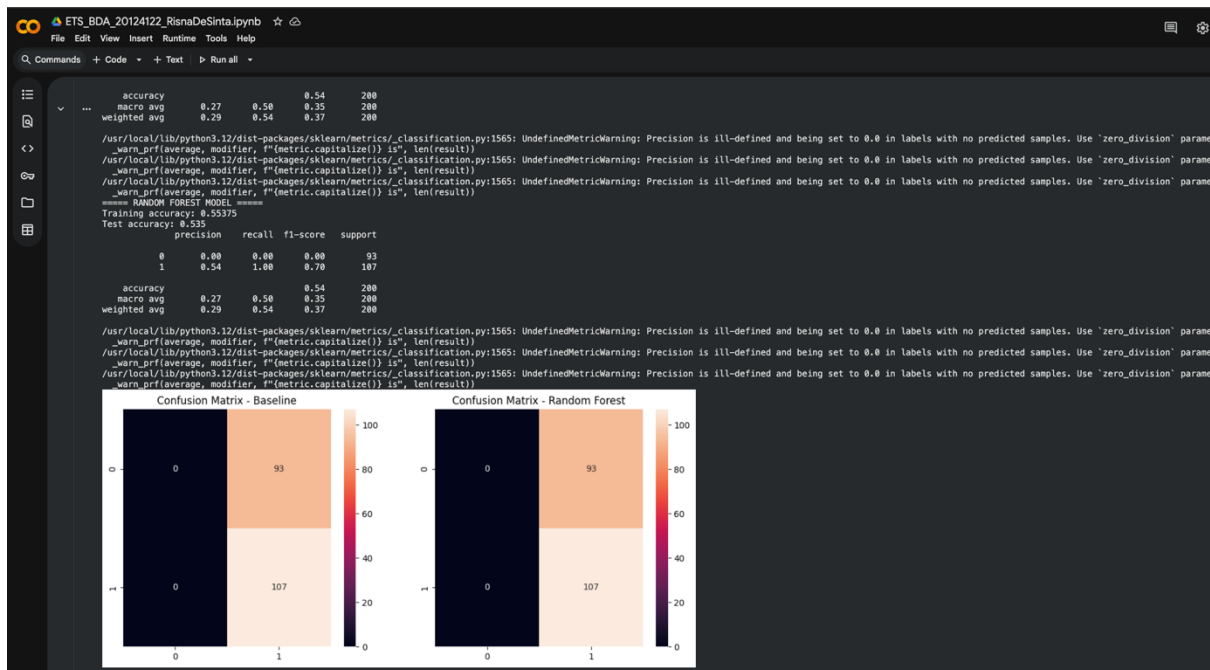 CO ETS_BDA_20124122_RisnaDeSinta.ipynb
File Edit View Insert Runtime Tools Help
Commands + Code + Text Run all
accuracy 0.54 200
... macro avg 0.27 0.50 0.35 200
weighted avg 0.29 0.54 0.37 200
/usr/local/lib/python3.12/dist-packages/sklearn/metrics/_classification.py:1565: UndefinedMetricWarning: Precision is ill-defined and being set to 0.0 in labels with no predicted samples. Use `zero_division` parame
_warn_prf(average, modifier, f"{metric.capitalize()} is", len(result))
/usr/local/lib/python3.12/dist-packages/sklearn/metrics/_classification.py:1565: UndefinedMetricWarning: Precision is ill-defined and being set to 0.0 in labels with no predicted samples. Use `zero_division` parame
_warn_prf(average, modifier, f"{metric.capitalize()} is", len(result))
/usr/local/lib/python3.12/dist-packages/sklearn/metrics/_classification.py:1565: UndefinedMetricWarning: Precision is ill-defined and being set to 0.0 in labels with no predicted samples. Use `zero_division` parame
_warn_prf(average, modifier, f"{metric.capitalize()} is", len(result))
===== RANDOM FOREST MODEL =====
Training accuracy: 0.55375
Test accuracy: 0.535
precision recall f1-score support
0 0.00 0.00 0.00 93
1 0.54 1.00 0.70 107
accuracy 0.54 200
macro avg 0.27 0.50 0.35 200
weighted avg 0.29 0.54 0.37 200
/usr/local/lib/python3.12/dist-packages/sklearn/metrics/_classification.py:1565: UndefinedMetricWarning: Precision is ill-defined and being set to 0.0 in labels with no predicted samples. Use `zero_division` parame
_warn_prf(average, modifier, f"{metric.capitalize()} is", len(result))
/usr/local/lib/python3.12/dist-packages/sklearn/metrics/_classification.py:1565: UndefinedMetricWarning: Precision is ill-defined and being set to 0.0 in labels with no predicted samples. Use `zero_division` parame
_warn_prf(average, modifier, f"{metric.capitalize()} is", len(result))
/usr/local/lib/python3.12/dist-packages/sklearn/metrics/_classification.py:1565: UndefinedMetricWarning: Precision is ill-defined and being set to 0.0 in labels with no predicted samples. Use `zero_division` parame
_warn_prf(average, modifier, f"{metric.capitalize()} is", len(result))
Confusion Matrix - Baseline Confusion Matrix - Random Forest
100 100
0 0 93 80 0 0 93 80
60 60
40 40
1 0 107 1 0 107
20 20
0 0
0 1 0 1